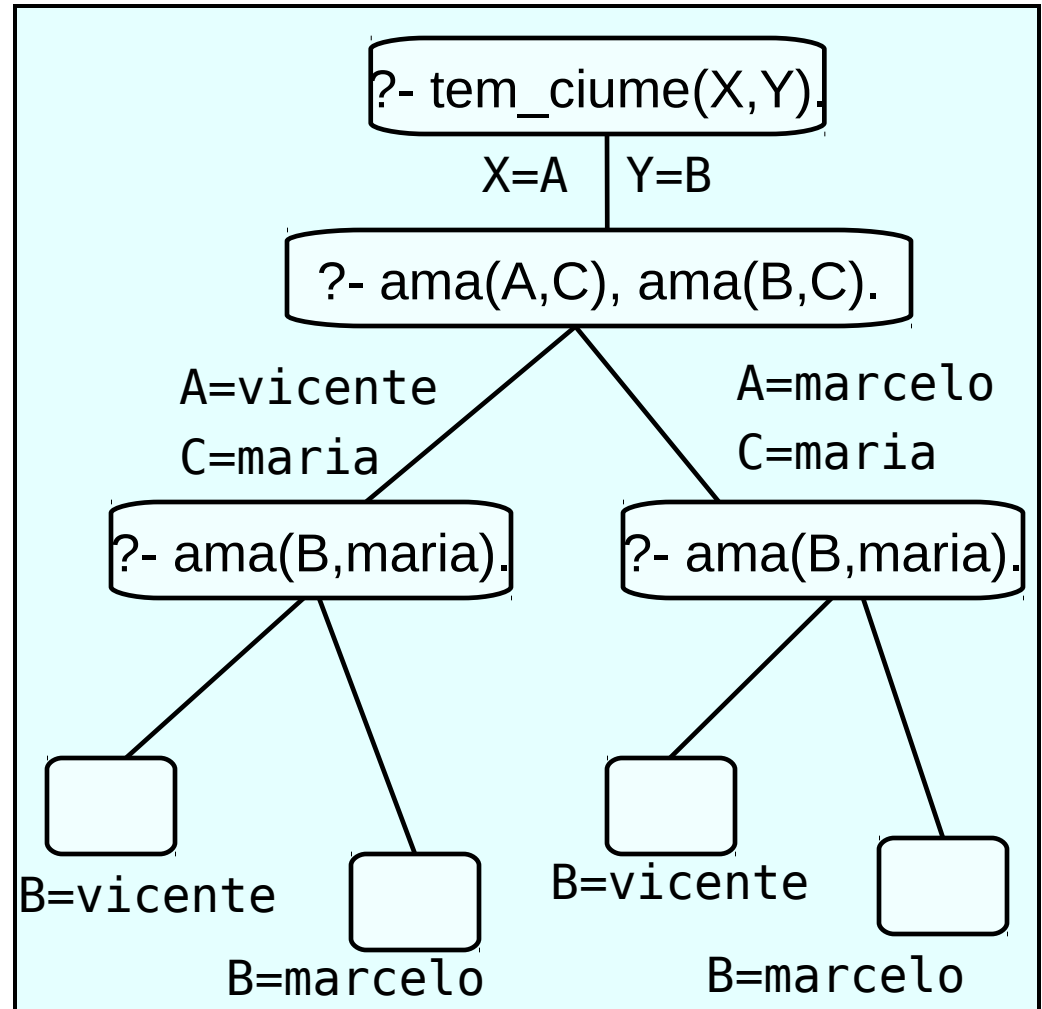 ?- tem_ciume(X,Y).
X=A Y=B
?- ama(A,C), ama(B,C).
A=vicente
C=maria
A=marcelo
C=maria
?- ama(B,maria).
?- ama(B,maria).
B=vicente
B=marcelo
B=vicente
B=marcelo